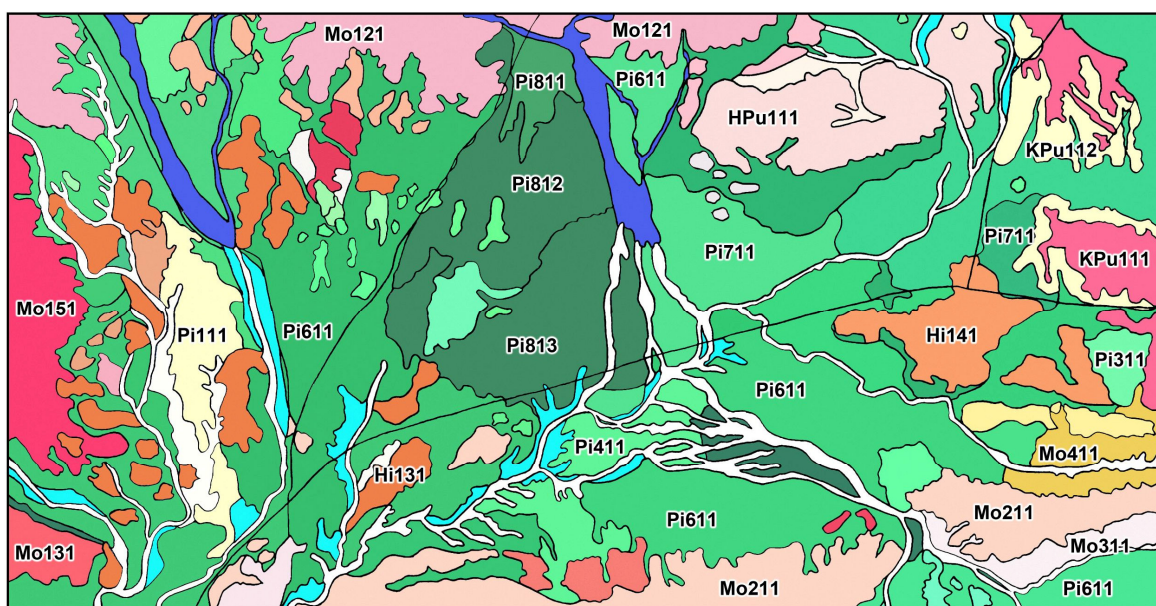 Mo121
Mo121
Pi811
Pi611
HPu111
KPu112
Pi812
Pi711
Pi711
KPu111
Mo151
Pi111
Pi611
Pi813
Hi141
Pi311
Pi611
Pi411
Mo411
Hi131
Mo211
Pi611
Mo311
Mo131
Mo211
Pi611